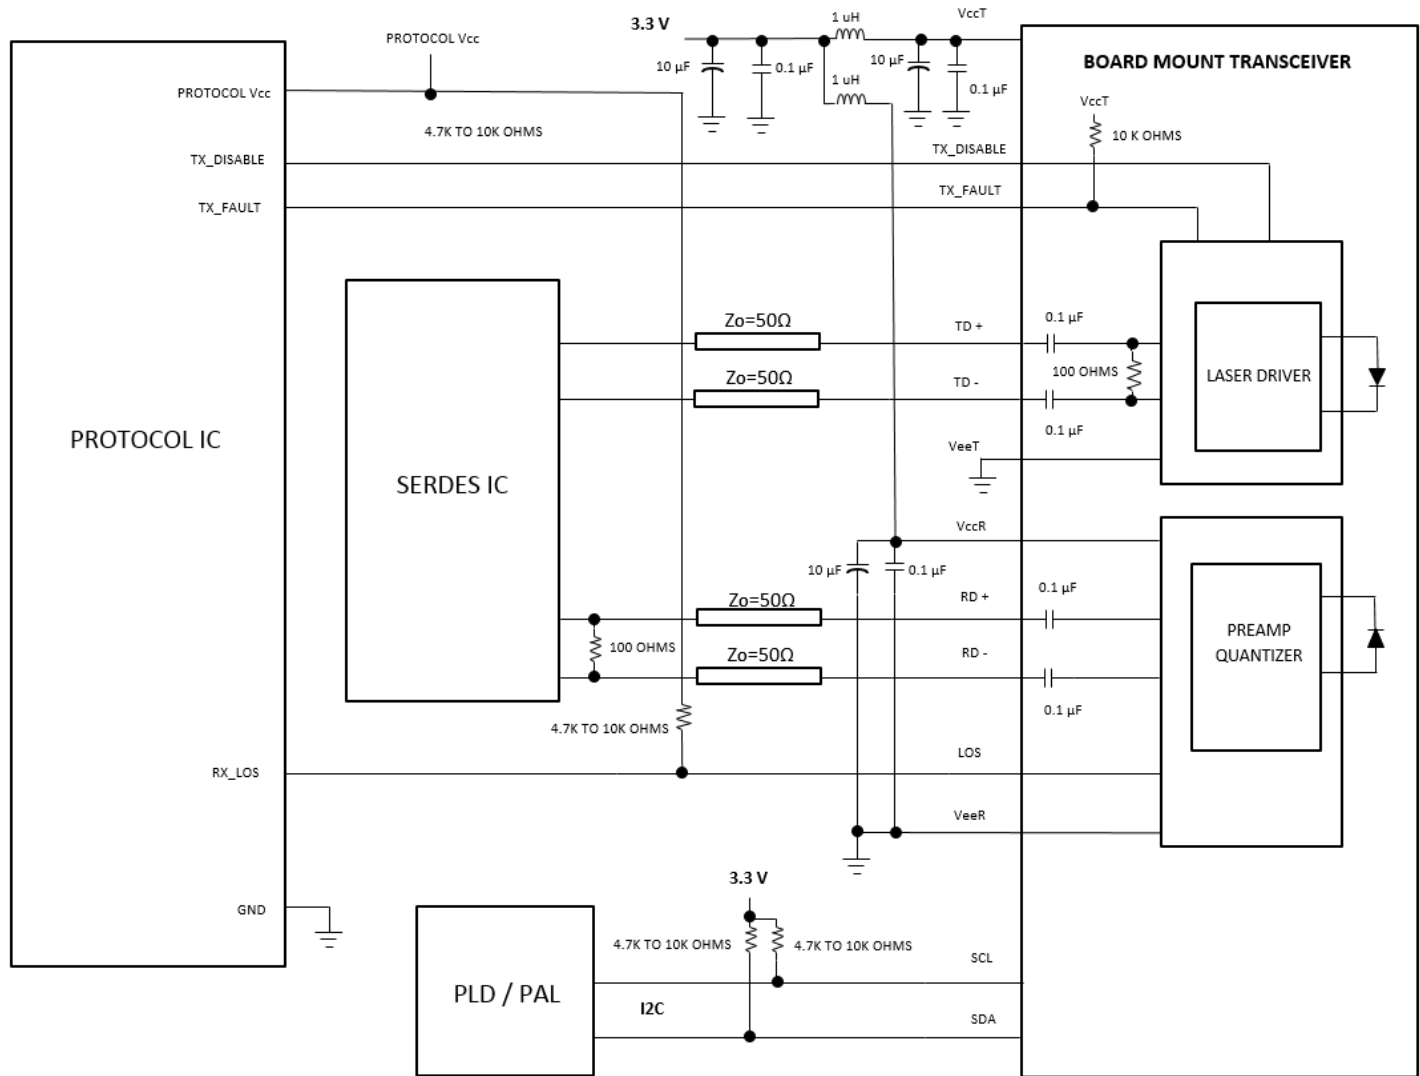 3.3 V
1 uH
VccT
PROTOCOL Vcc
10 µF
0.1 µF
10 µF
0.1 µF
1 uH
BOARD MOUNT TRANSCEIVER
PROTOCOL Vcc
4.7K TO 10K OHMS
VccT
10 K OHMS
TX_DISABLE
TX_DISABLE
TX_FAULT
TX_FAULT
Zo=50Ω
TD +
0.1 µF
Zo=50Ω
TD -
100 OHMS
0.1 µF
LASER DRIVER
PROTOCOL IC
SERDES IC
VeeT
VccR
10 µF
0.1 µF
Zo=50Ω
RD +
0.1 µF
100 OHMS
Zo=50Ω
RD -
0.1 µF
PREAMP
QUANTIZER
4.7K TO 10K OHMS
RX_LOS
LOS
VeeR
3.3 V
GND
4.7K TO 10K OHMS
4.7K TO 10K OHMS
SCL
PLD / PAL
I2C
SDA